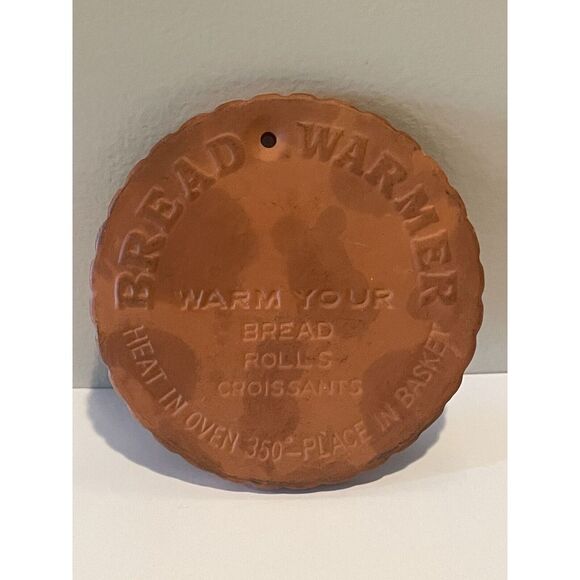 BREAD WARMER
WARM YOUR
BREAD
ROLLS
CROISSANTS
HEAT IN OVEN 350°-PLACE IN BASKET